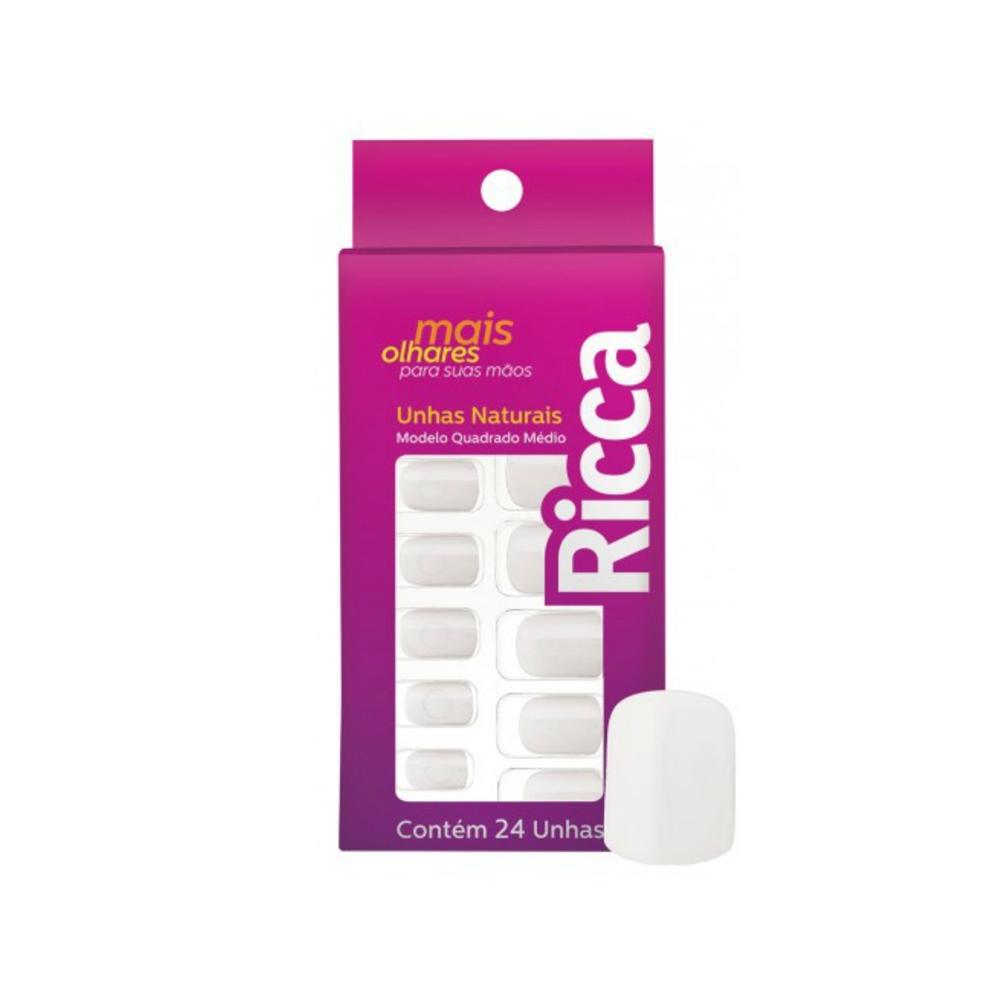 mais
olhares
para suas mãos
Unhas Naturais
Modelo Quadrado Médio
Ricca
Contém 24 Unhas